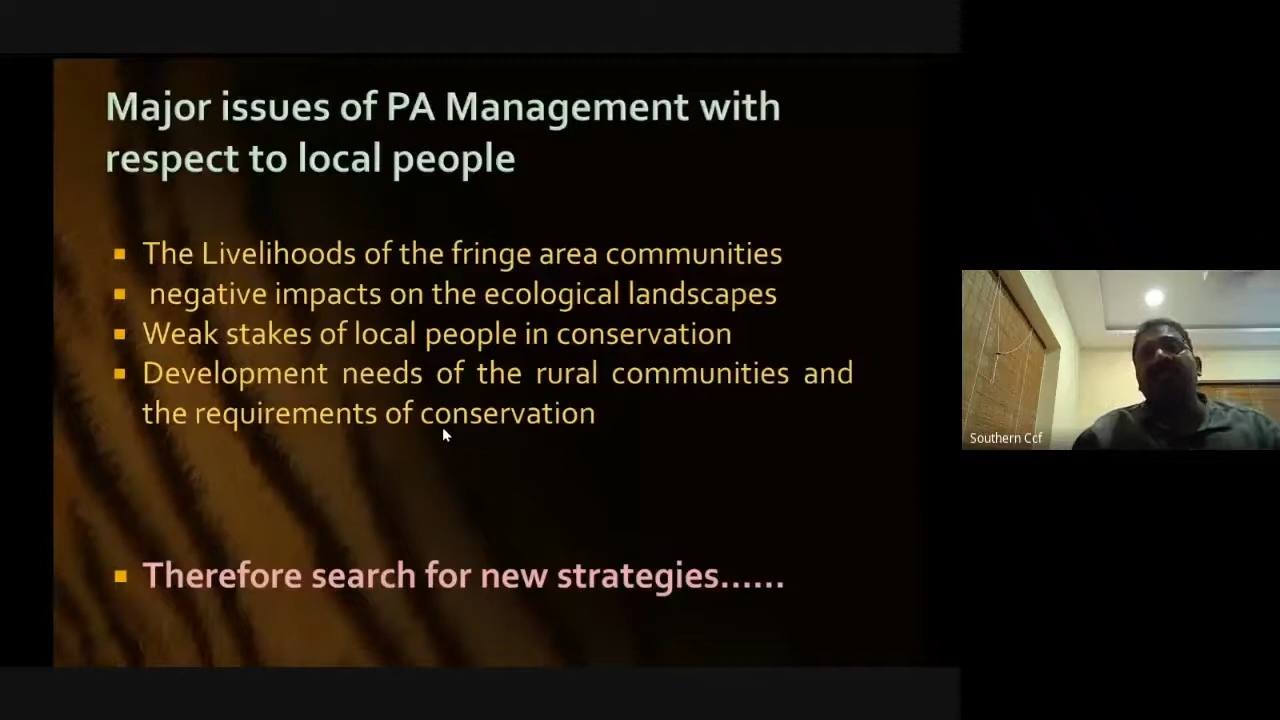 Major issues of PA Management with
respect to local people
▪ The Livelihoods of the fringe area communities
▪ negative impacts on the ecological landscapes
▪ Weak stakes of local people in conservation
▪ Development needs of the rural communities and
the requirements of conservation
▪ Therefore search for new strategies......
Southern Ccf